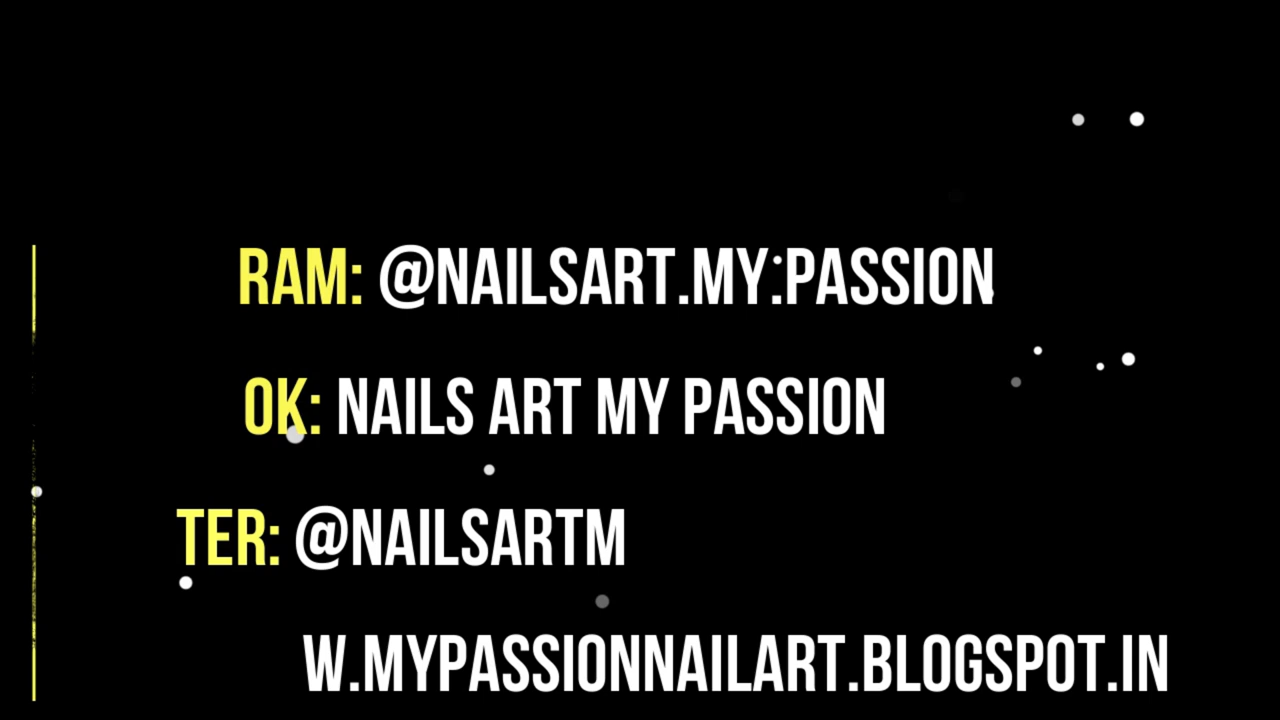 RAM: @NAILSART.MY.PASSION
OK: NAILS ART MY PASSION
TER: @NAILSARTM
W.MYPASSIONNAILART.BLOGSPOT.IN